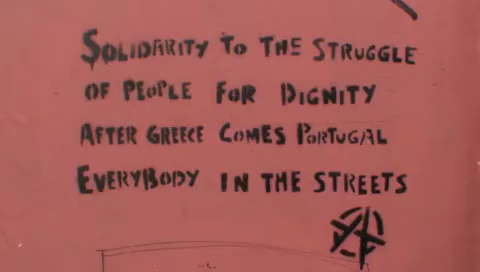 Solidarity to the struggle
of people for dignity
After Greece comes Portugal
Everybody in the streets